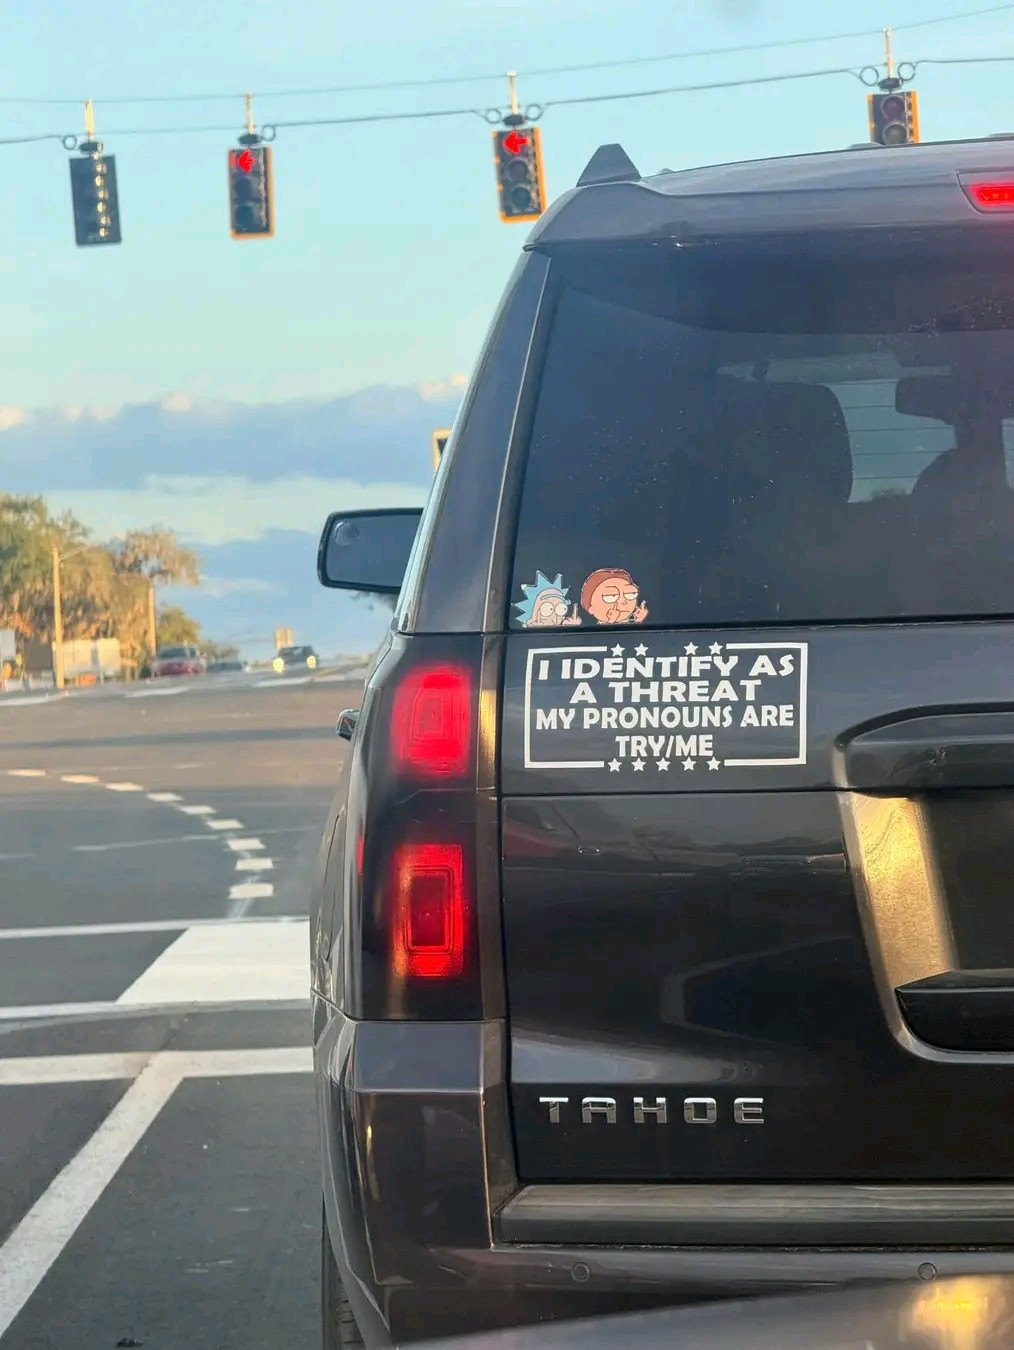 I IDENTIFY AS
A THREAT
MY PRONOUNS ARE
TRY/ME
TAHOE